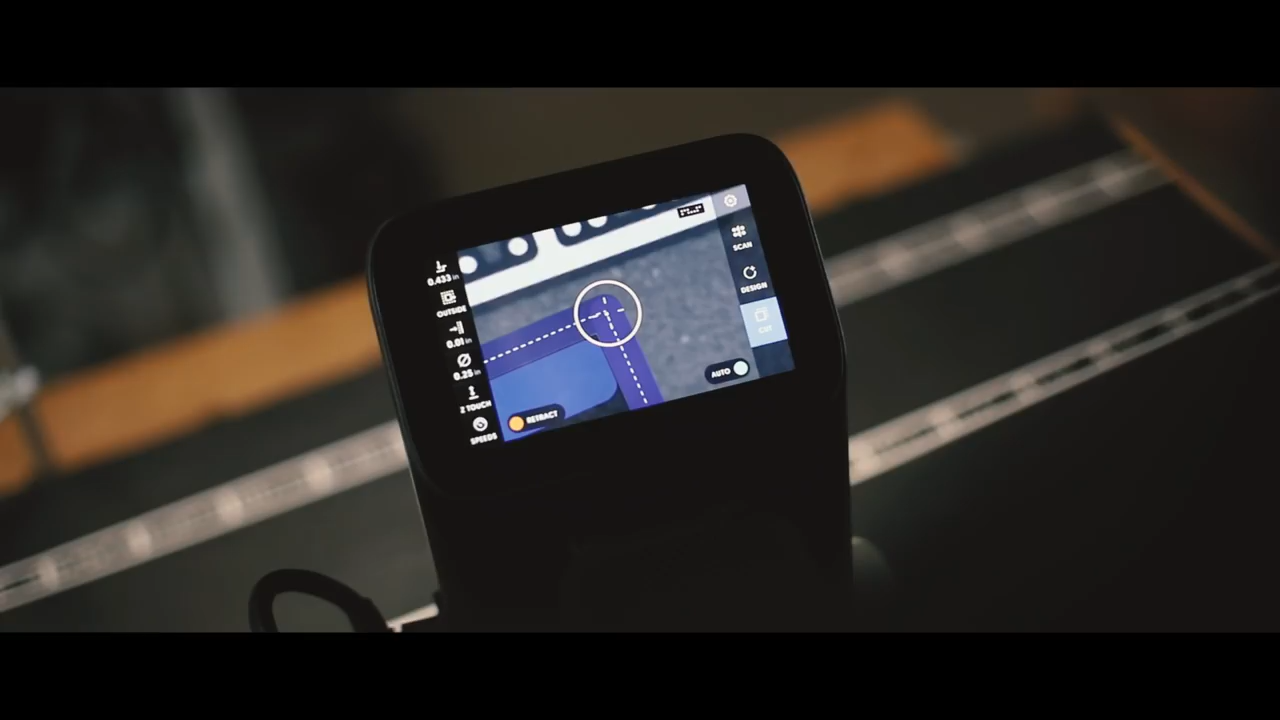 0.433 in
OUTSIDE
0.01 in
0.25 in
Z TOUCH
SPEEDS
RETRACT
AUTO
SCAN
DESIGN
CUT